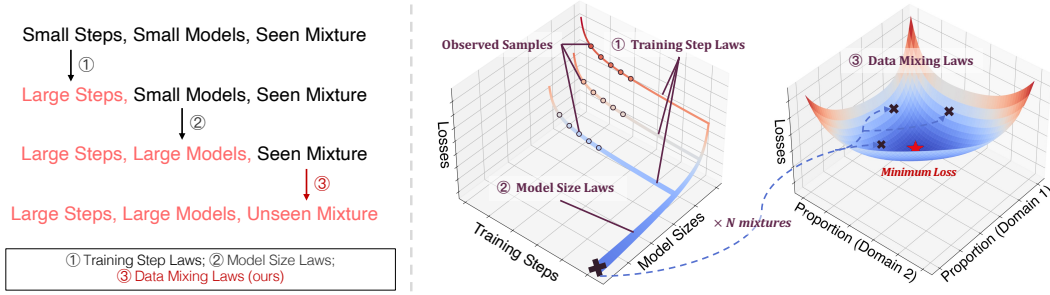 Small Steps, Small Models, Seen Mixture
①
Large Steps, Small Models, Seen Mixture
②
Large Steps, Large Models, Seen Mixture
③
Large Steps, Large Models, Unseen Mixture
① Training Step Laws; ② Model Size Laws;
③ Data Mixing Laws (ours)
Observed Samples
① Training Step Laws
② Model Size Laws
Losses
Training Steps
Model Sizes
× N mixtures
③ Data Mixing Laws
Minimum Loss
Losses
Proportion (Domain 2)
Proportion (Domain 1)